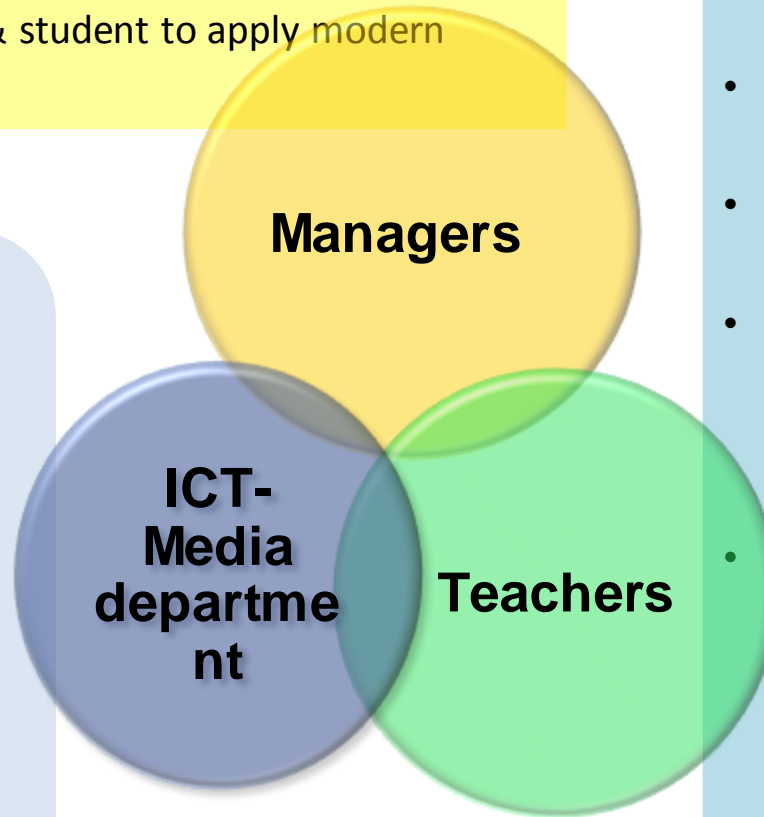 & student to apply modern
Managers
ICT-
Media
departme
nt
Teachers